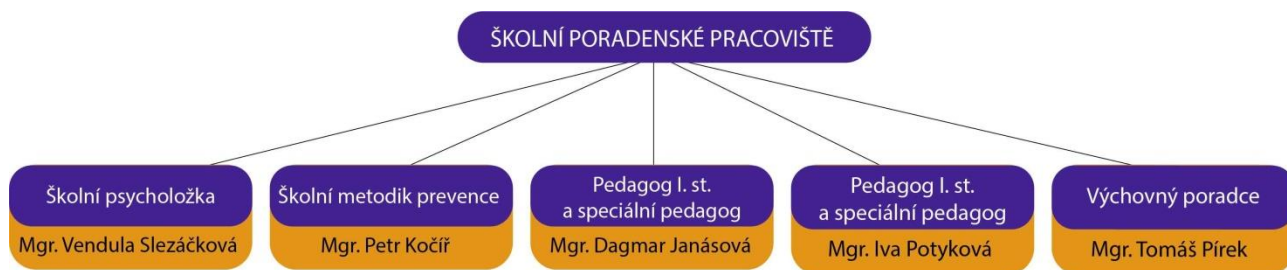 ŠKOLNÍ PORADENSKÉ PRACOVIŠTĚ
Školní psycholožka
Mgr. Vendula Slezáčková
Školní metodik prevence
Mgr. Petr Kočíř
Pedagog I. st.
a speciální pedagog
Mgr. Dagmar Janásová
Pedagog I. st.
a speciální pedagog
Mgr. Iva Potyková
Výchovný poradce
Mgr. Tomáš Pírek